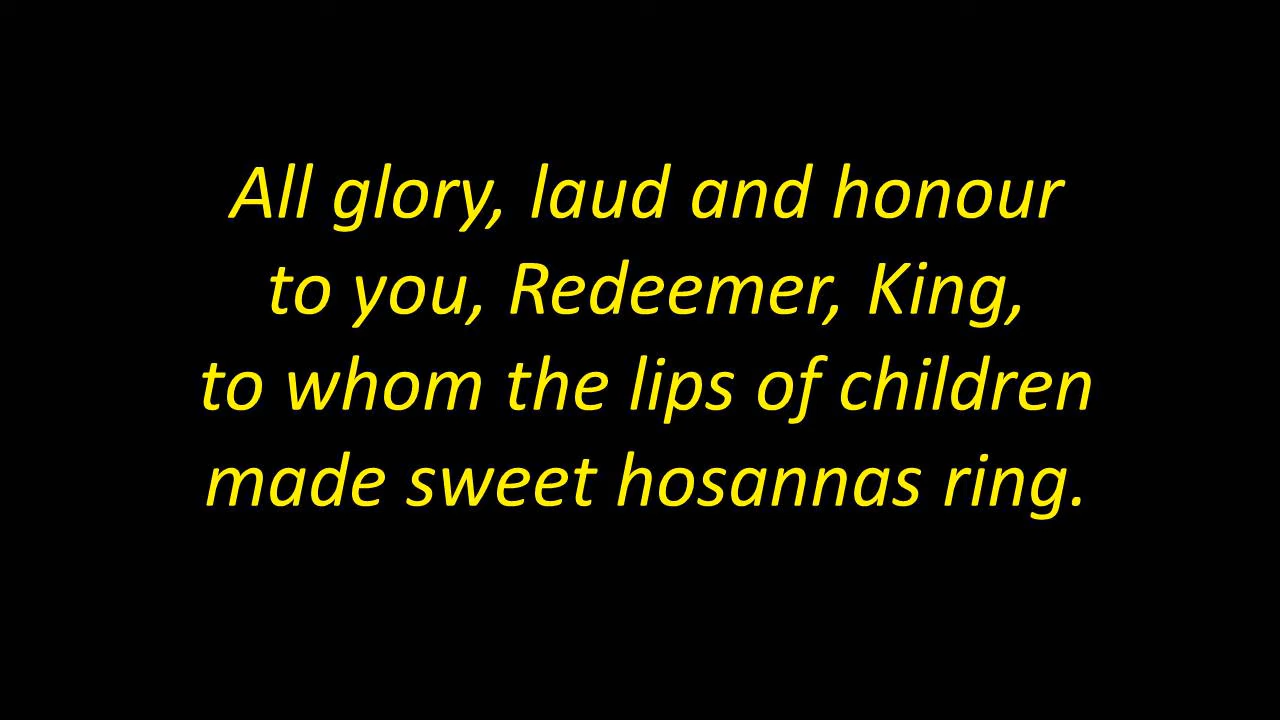 All glory, laud and honour
to you, Redeemer, King,
to whom the lips of children
made sweet hosannas ring.